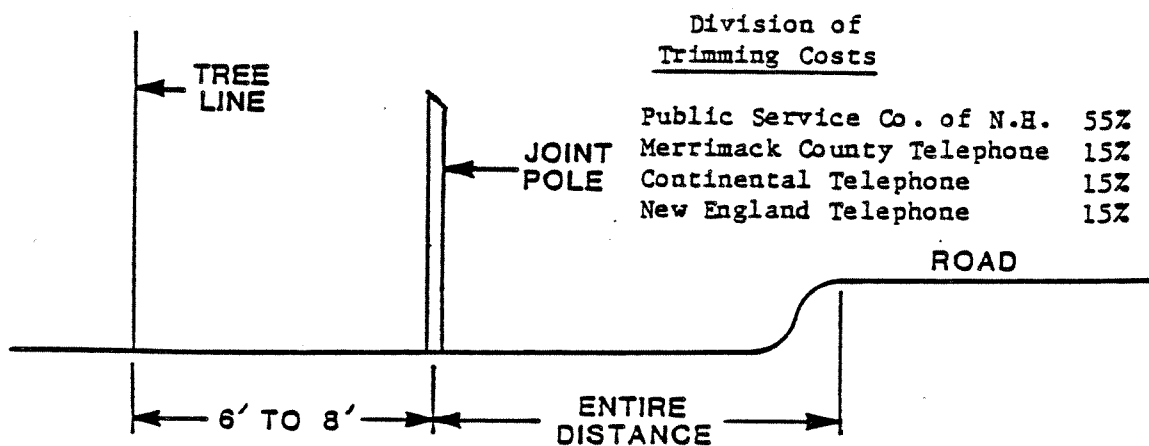 Division of
Trimming Costs
TREE
LINE
Public Service Co. of N.H. 55%
Merrimack County Telephone 15%
Continental Telephone 15%
New England Telephone 15%
JOINT
POLE
ROAD
6' TO 8'
ENTIRE
DISTANCE